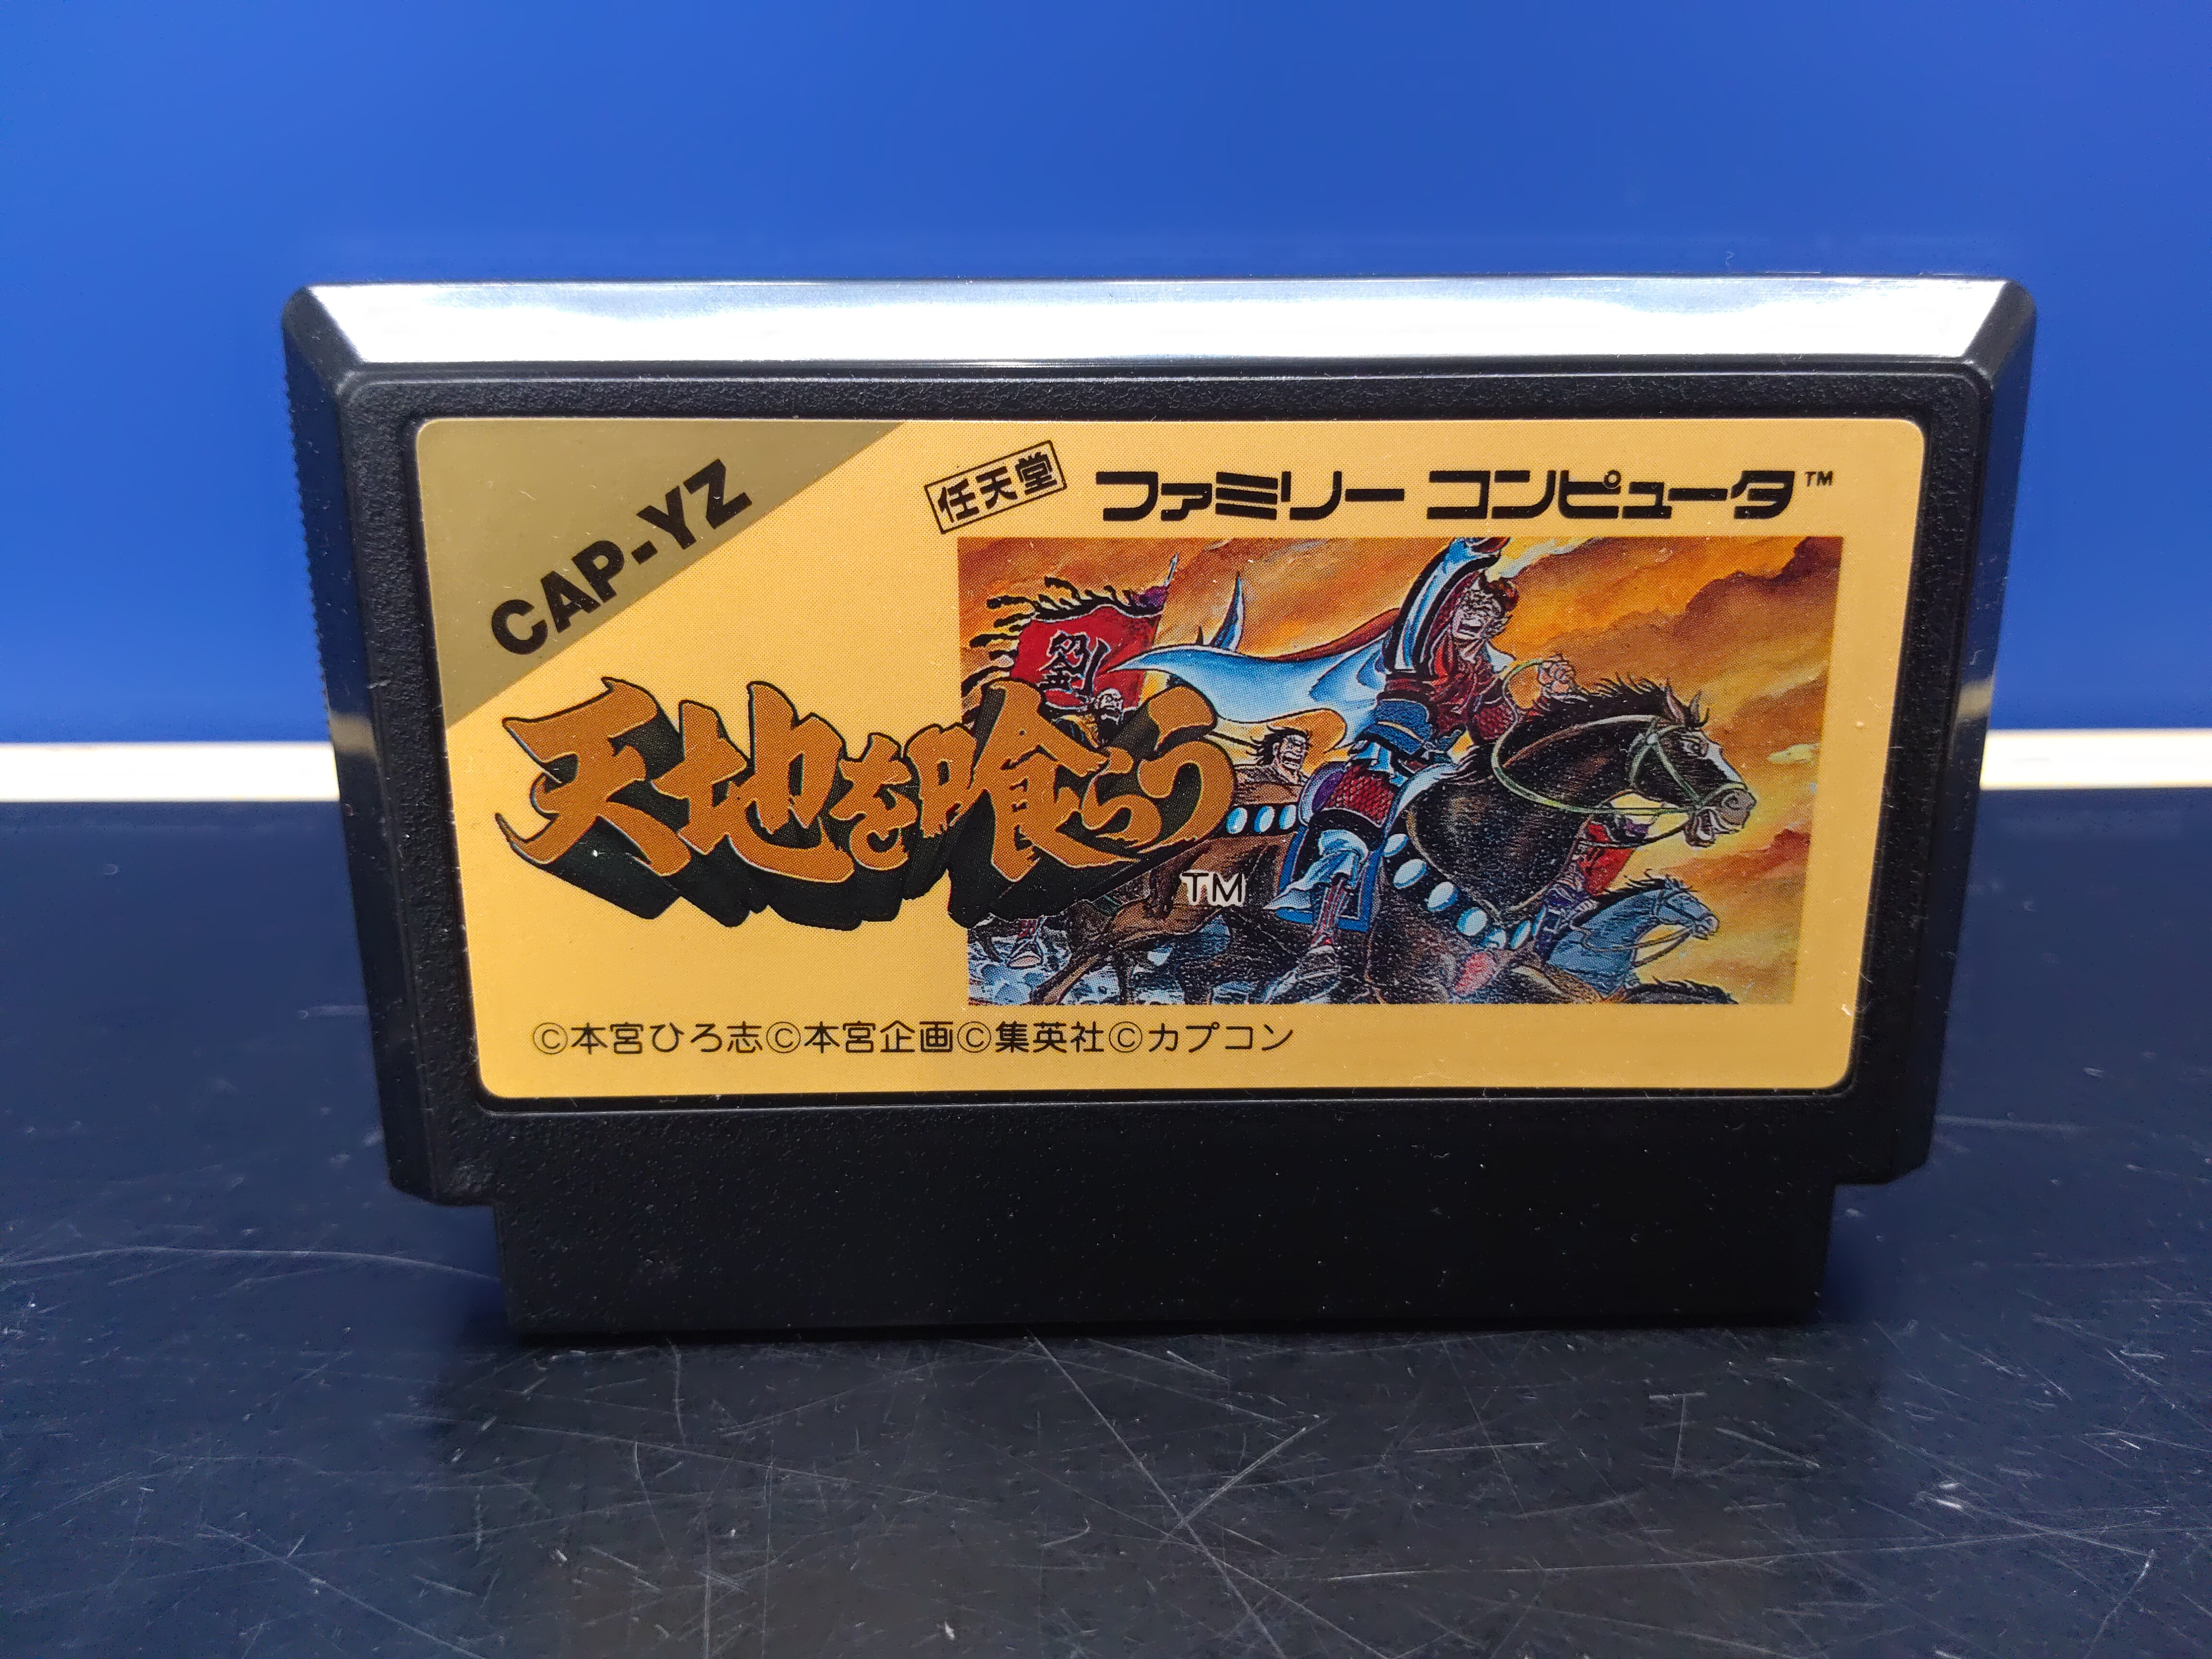 CAP-YZ
任天堂 ファミリー コンピュータ™
劉
天地を喰らう
TM
©本宮ひろ志©本宮企画©集英社©カプコン